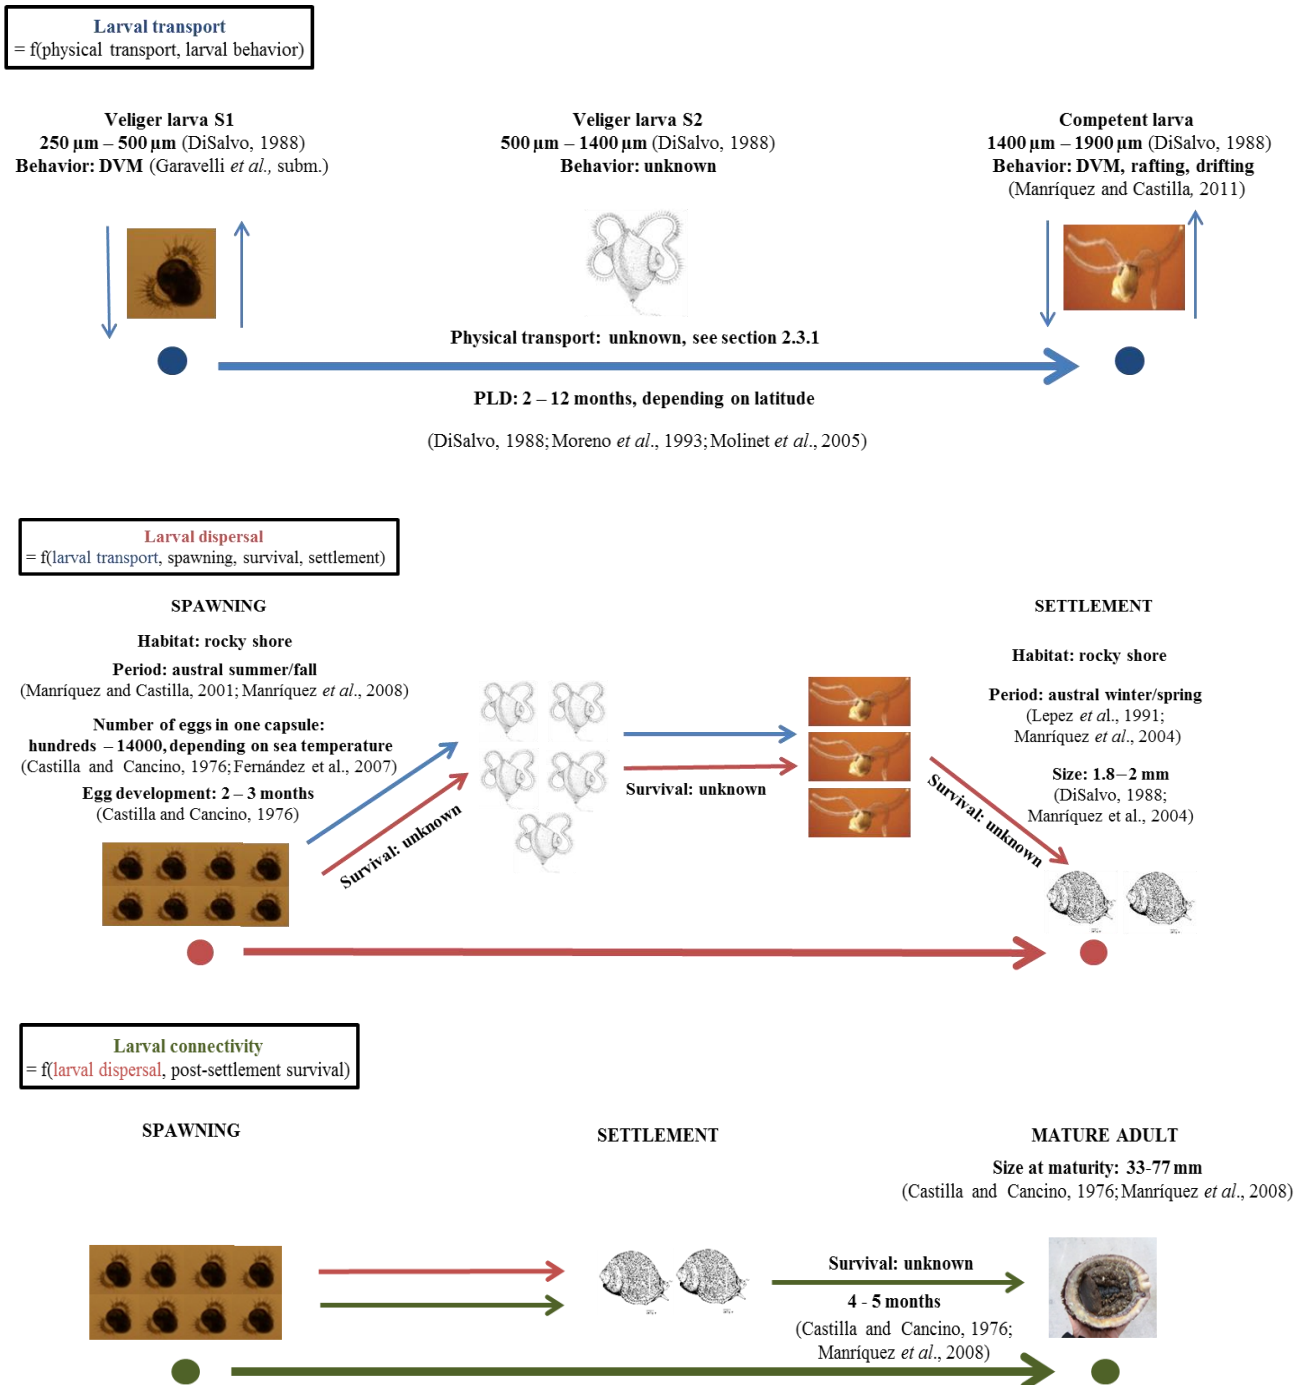 Larval transport
= f(physical transport, larval behavior)
Veliger larva S1
250 µm – 500 µm (DiSalvo, 1988)
Behavior: DVM (Garavelli et al., subm.)
Veliger larva S2
500 µm – 1400 µm (DiSalvo, 1988)
Behavior: unknown
Competent larva
1400 µm – 1900 µm (DiSalvo, 1988)
Behavior: DVM, rafting, drifting
(Manríquez and Castilla, 2011)
Physical transport: unknown, see section 2.3.1
PLD: 2 – 12 months, depending on latitude
(DiSalvo, 1988; Moreno et al., 1993; Molinet et al., 2005)
Larval dispersal
= f(larval transport, spawning, survival, settlement)
SPAWNING
Habitat: rocky shore
Period: austral summer/fall
(Manríquez and Castilla, 2001; Manríquez et al., 2008)
Number of eggs in one capsule:
hundreds – 14000, depending on sea temperature
(Castilla and Cancino, 1976; Fernández et al., 2007)
Egg development: 2 – 3 months
(Castilla and Cancino, 1976)
Survival: unknown
Survival: unknown
Survival: unknown
SETTLEMENT
Habitat: rocky shore
Period: austral winter/spring
(Lepez et al., 1991;
Manríquez et al., 2004)
Size: 1.8 – 2 mm
(DiSalvo, 1988;
Manríquez et al., 2004)
Larval connectivity
= f(larval dispersal, post-settlement survival)
SPAWNING
SETTLEMENT
MATURE ADULT
Size at maturity: 33-77 mm
(Castilla and Cancino, 1976; Manríquez et al., 2008)
Survival: unknown
4 - 5 months
(Castilla and Cancino, 1976;
Manríquez et al., 2008)